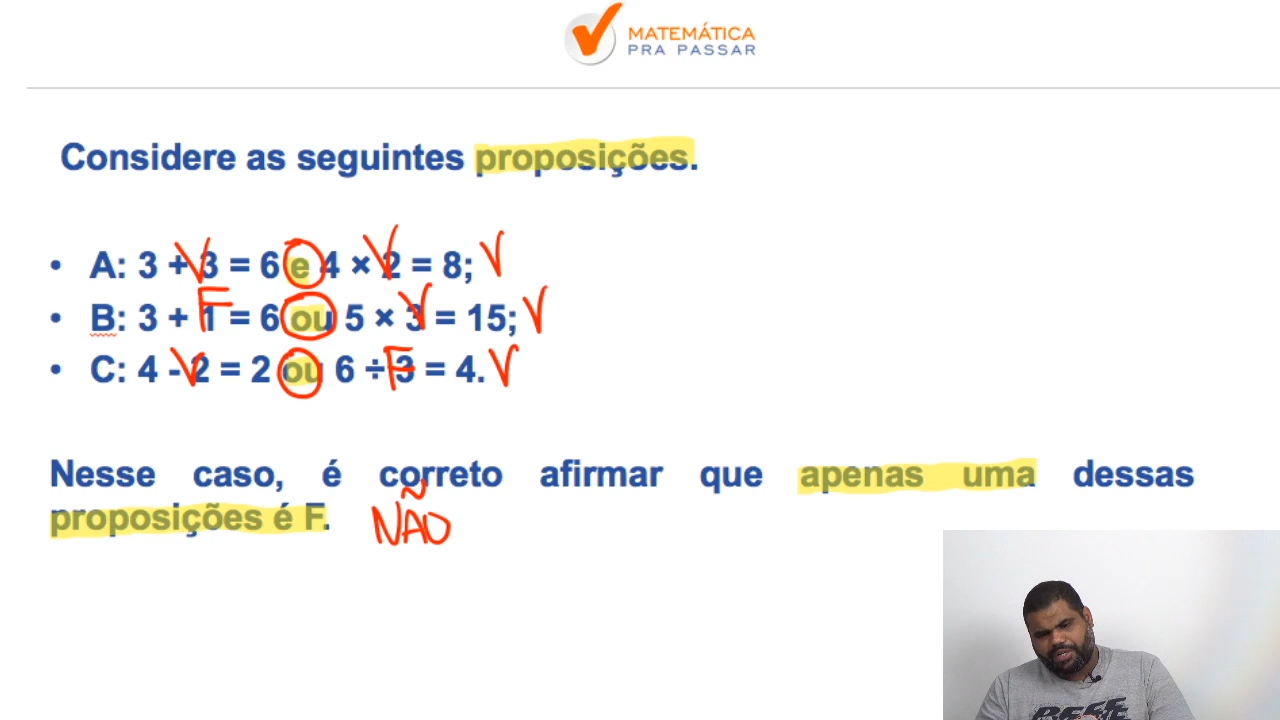 MATEMÁTICA
PRA PASSAR
Considere as seguintes proposições.
V V V
• A: 3 + 3 = 6 e 4 × 2 = 8;
F V V
• B: 3 + 1 = 6 ou 5 × 3 = 15;
V F V
• C: 4 - 2 = 2 ou 6 ÷ 3 = 4.
Nesse caso, é correto afirmar que apenas uma dessas
proposições é F. NÃO